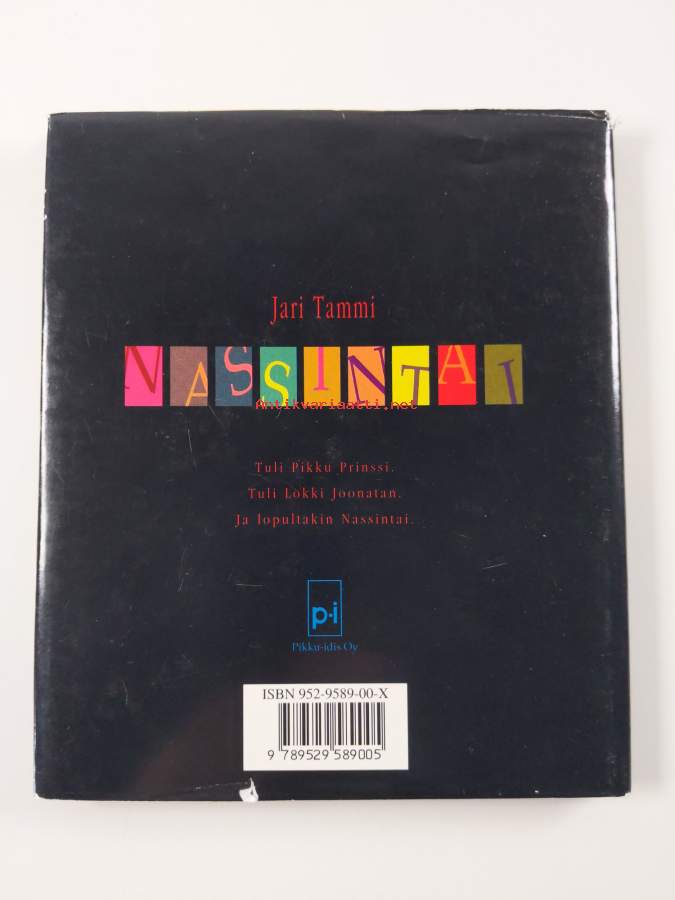 Jari Tammi
NASSINTAI
Antikvariaatti.net
Tuli Pikku Prinssi.
Tuli Lokki Joonatan.
Ja lopultakin Nassintai.
p·i
Pikku-idis Oy
ISBN 952-9589-00-X
9 789529 589005